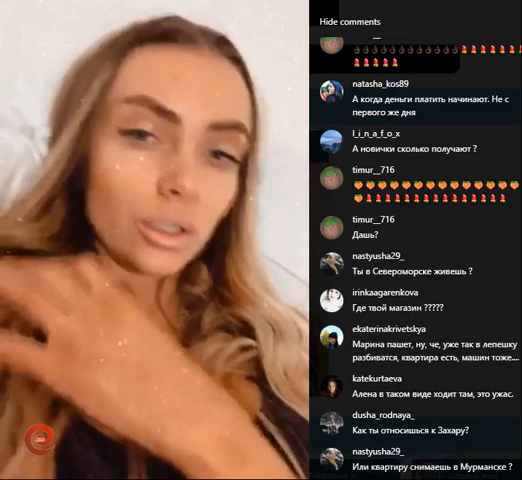 Hide comments
natasha_kos89
А когда деньги платить начинают. Не с
первого же дня
l_i_n_a_f_o_x
А новички сколько получают ?
timur__716
timur__716
Дашь?
nastyusha29_
Ты в Североморске живешь ?
irinkaagarenkova
Где твой магазин ?????
ekaterinakrivetskya
Марина пашет, ну, че, уже так в лепешку
разбиватся, квартира есть, машин тоже....
katekurtaeva
Алена в таком виде ходит там, это ужас.
dusha_rodnaya_
Как ты относишься к Захару?
nastyusha29_
Или квартиру снимаешь в Мурманске ?